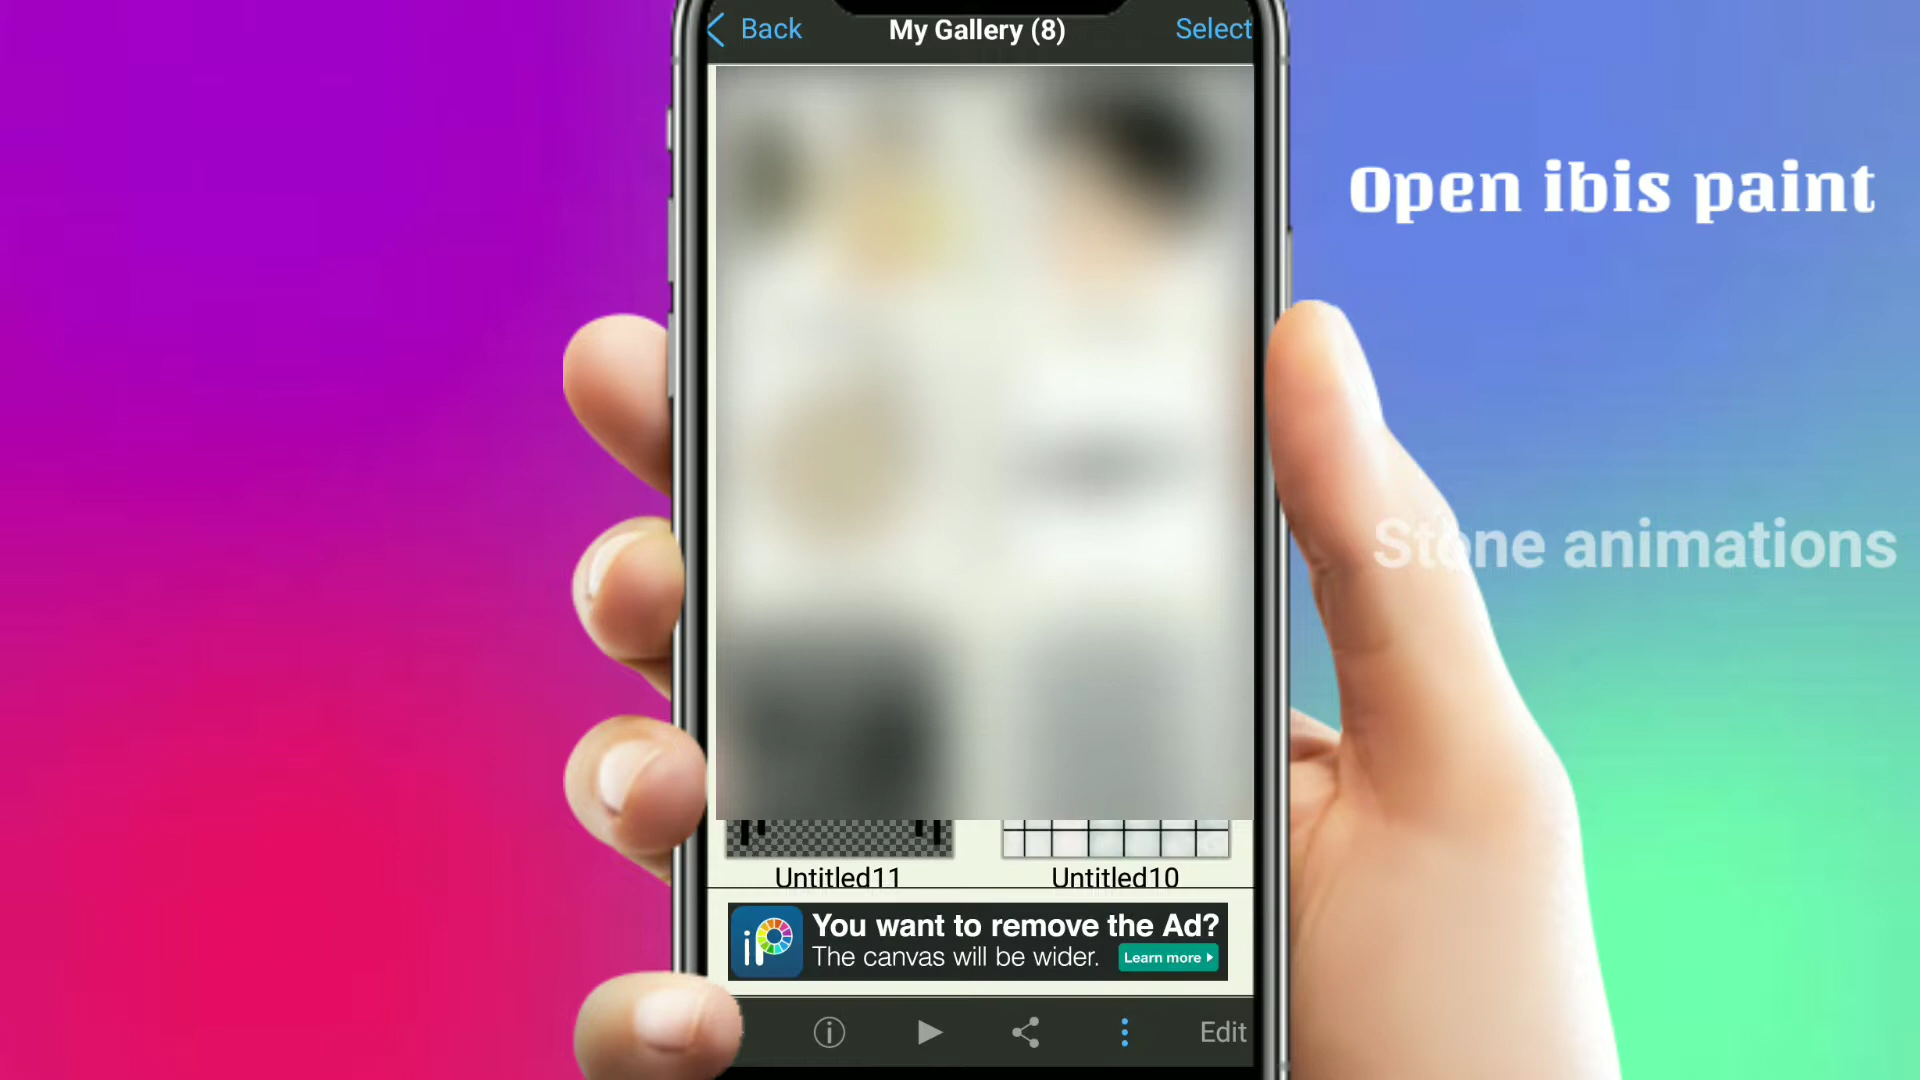 Back
My Gallery (8)
Select
Open ibis paint
Stone animations
Untitled11
Untitled10
iP
You want to remove the Ad?
The canvas will be wider.
Learn more
Edit